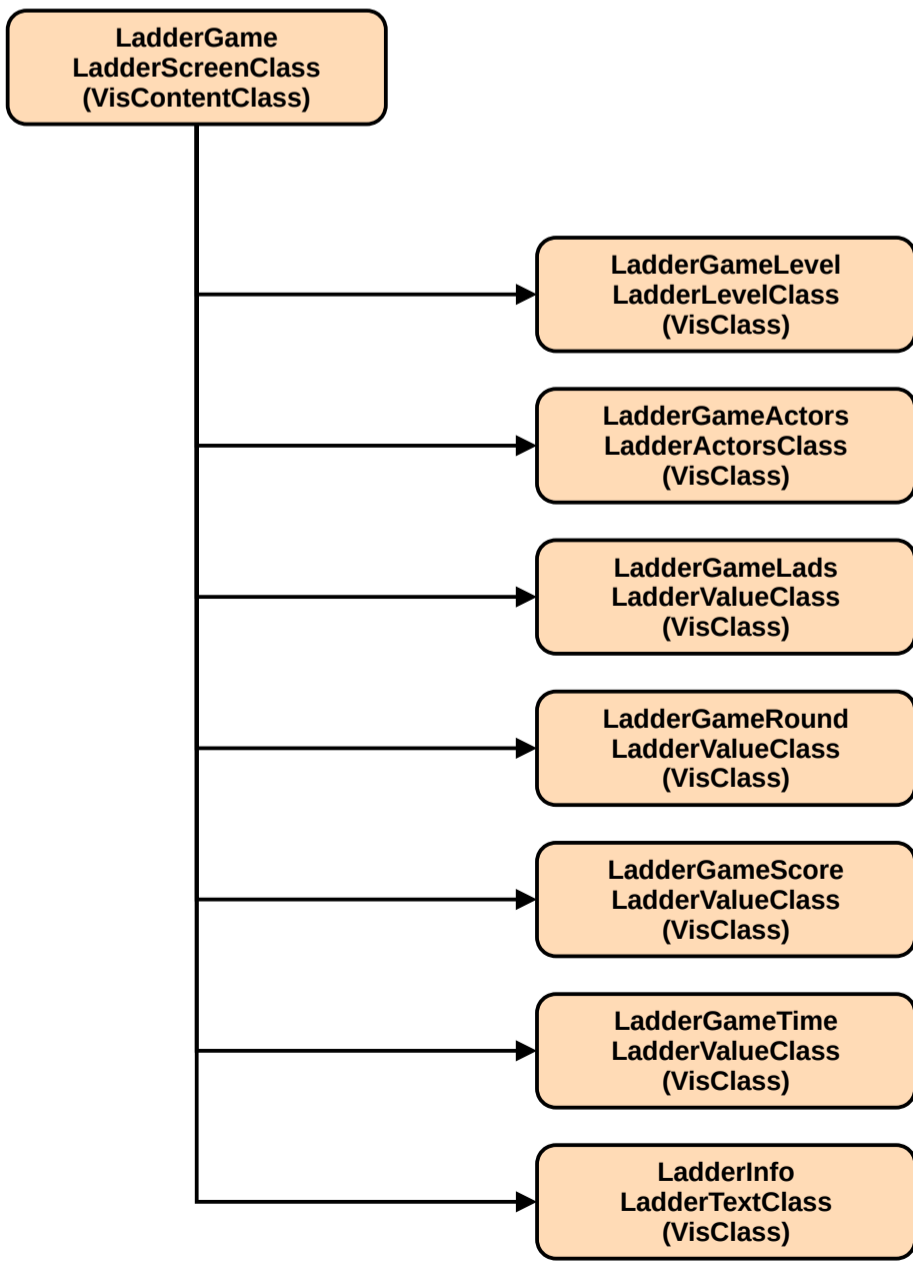 LadderGame
LadderScreenClass
(VisContentClass)
LadderGameLevel
LadderLevelClass
(VisClass)
LadderGameActors
LadderActorsClass
(VisClass)
LadderGameLads
LadderValueClass
(VisClass)
LadderGameRound
LadderValueClass
(VisClass)
LadderGameScore
LadderValueClass
(VisClass)
LadderGameTime
LadderValueClass
(VisClass)
LadderInfo
LadderTextClass
(VisClass)